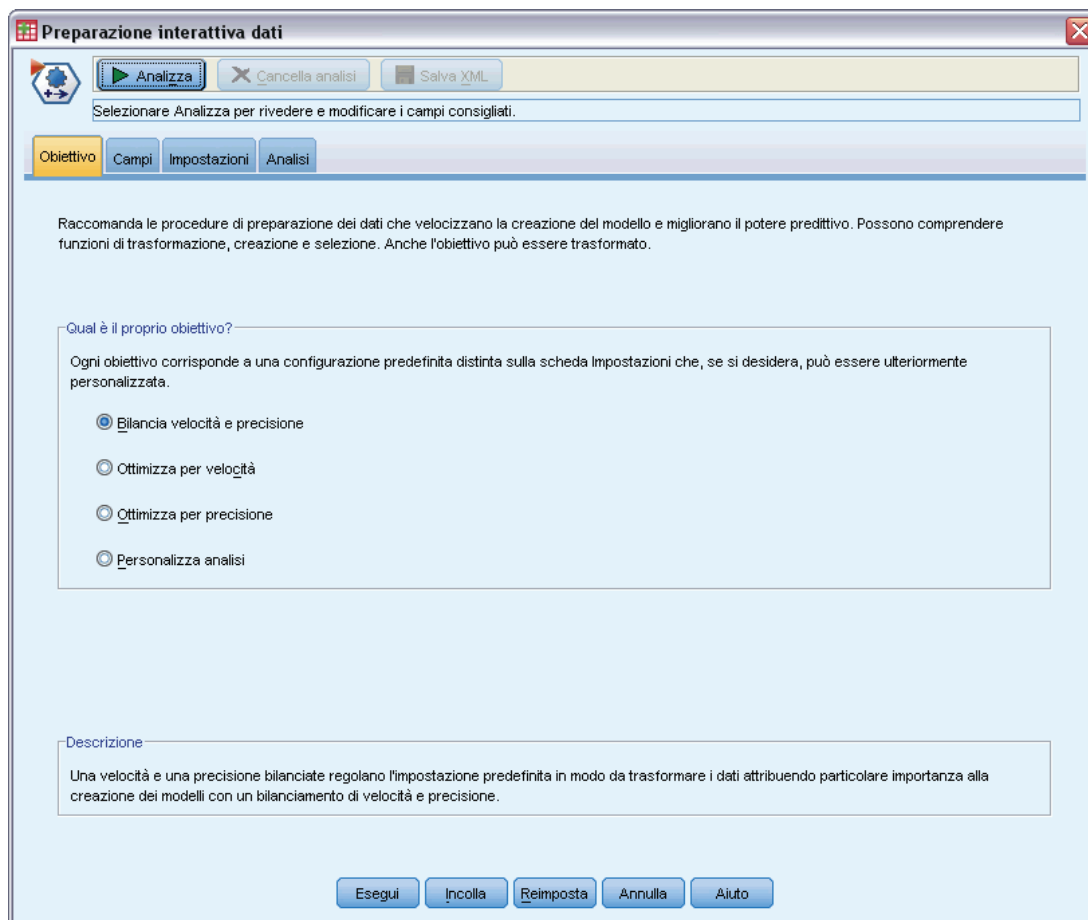 Preparazione interattiva dati
Analizza
Cancella analisi
Salva XML
Selezionare Analizza per rivedere e modificare i campi consigliati.
Obiettivo
Campi
Impostazioni
Analisi
Raccomanda le procedure di preparazione dei dati che velocizzano la creazione del modello e migliorano il potere predittivo. Possono comprendere
funzioni di trasformazione, creazione e selezione. Anche l'obiettivo può essere trasformato.
Qual è il proprio obiettivo?
Ogni obiettivo corrisponde a una configurazione predefinita distinta sulla scheda Impostazioni che, se si desidera, può essere ulteriormente
personalizzata.
Bilancia velocità e precisione
Ottimizza per velocità
Ottimizza per precisione
Personalizza analisi
Descrizione
Una velocità e una precisione bilanciate regolano l'impostazione predefinita in modo da trasformare i dati attribuendo particolare importanza alla
creazione dei modelli con un bilanciamento di velocità e precisione.
Esegui
Incolla
Reimposta
Annulla
Aiuto